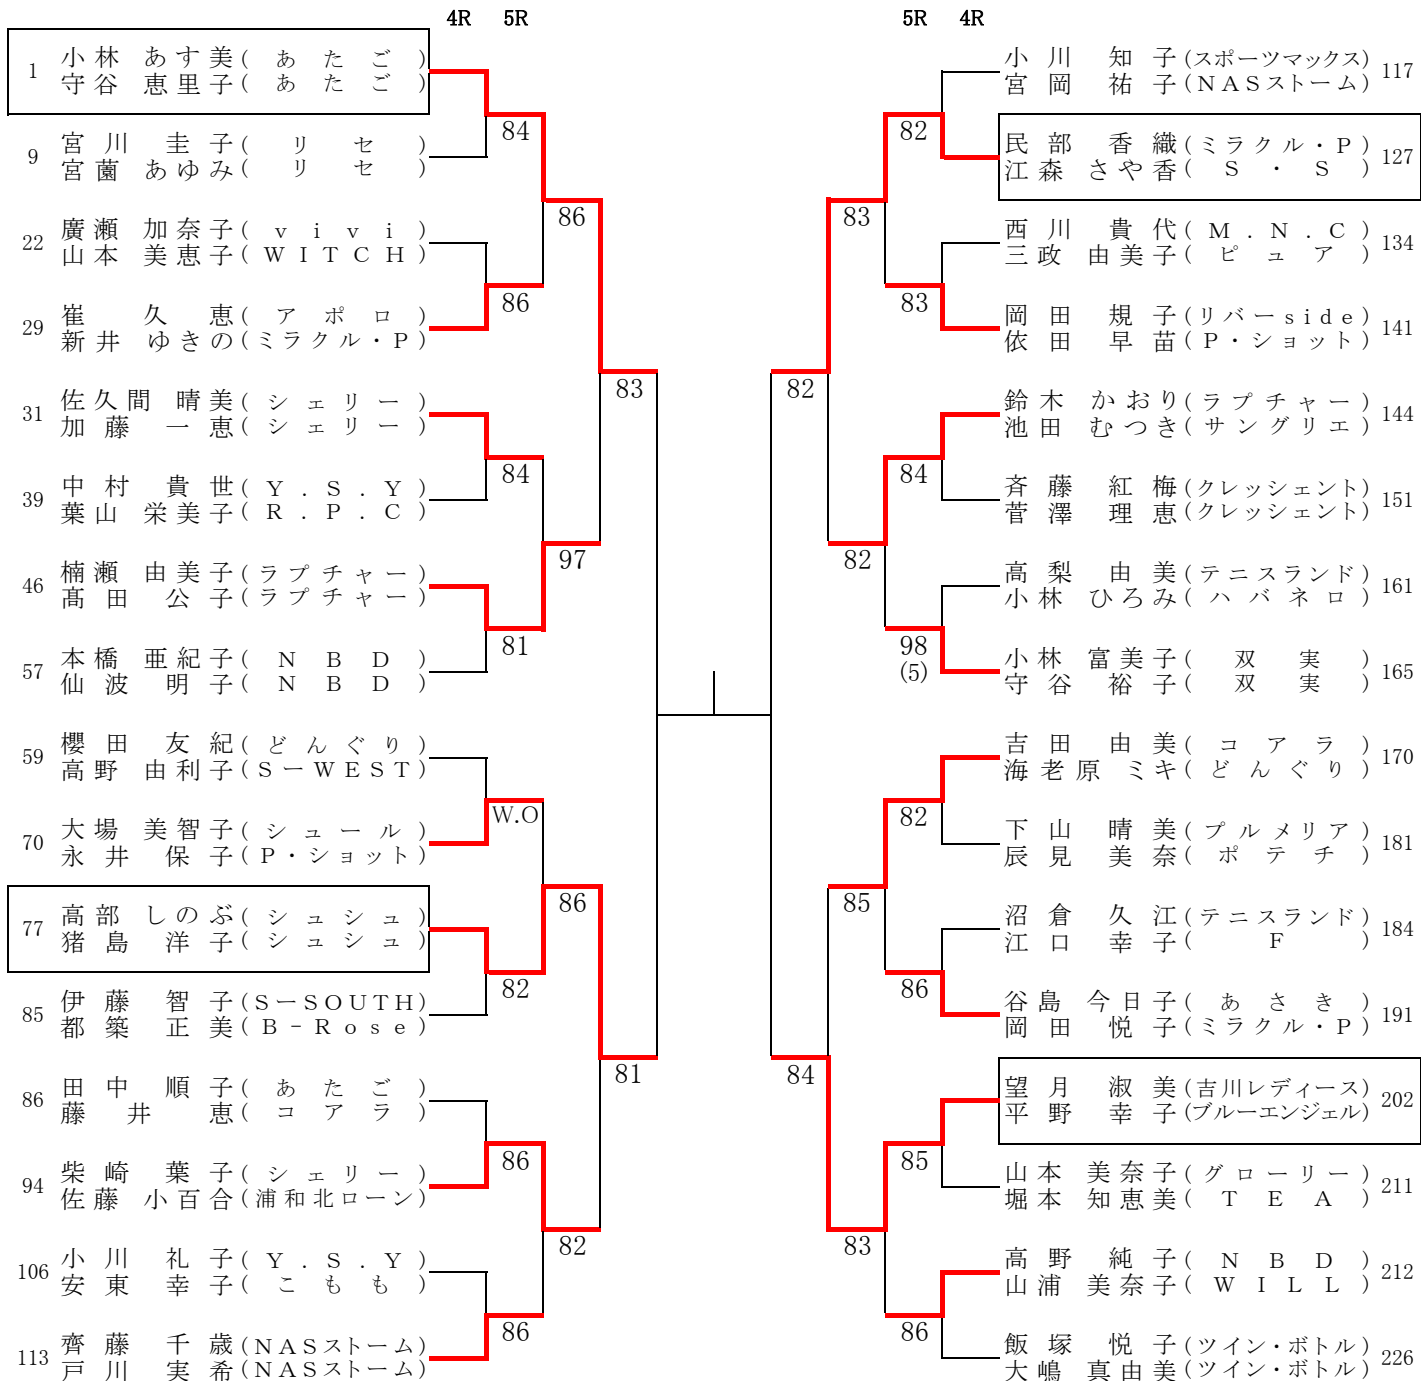 4R 5R
1 小林 あす美(あたご)
守谷 恵里子(あたご)
84
9 宮川 圭子(リセ)
宮薗 あゆみ(リセ)
86
22 廣瀬 加奈子(vivi)
山本 美恵子(WITCH)
86
29 崔 久恵(アポロ)
新井 ゆきの(ミラクル・P)
83
31 佐久間 晴美(シェリー)
加藤 一恵(シェリー)
84
39 中村 貴世(Y.S.Y)
葉山 栄美子(R.P.C)
97
46 楠瀬 由美子(ラプチャー)
髙田 公子(ラプチャー)
81
57 本橋 亜紀子(NBD)
仙波 明子(NBD)
59 櫻田 友紀(どんぐり)
高野 由利子(SーWEST)
W.O
70 大場 美智子(シュール)
永井 保子(P・ショット)
86
77 高部 しのぶ(シュシュ)
猪島 洋子(シュシュ)
82
85 伊藤 智子(SーSOUTH)
都築 正美(B-Rose)
81
86 田中 順子(あたご)
藤井 恵(コアラ)
86
94 柴崎 葉子(シェリー)
佐藤 小百合(浦和北ローン)
82
106 小川 礼子(Y.S.Y)
安東 幸子(こもも)
86
113 齊藤 千歳(NASストーム)
戸川 実希(NASストーム)
5R 4R
小川 知子(スポーツマックス) 117
宮岡 祐子(NASストーム)
82
民部 香織(ミラクル・P) 127
江森 さや香(S・S)
83
西川 貴代(M.N.C) 134
三政 由美子(ピュア)
83
岡田 規子(リバーside) 141
依田 早苗(P・ショット)
82
鈴木 かおり(ラプチャー) 144
池田 むつき(サングリエ)
84
斉藤 紅梅(クレッシェント) 151
菅澤 理恵(クレッシェント)
82
高梨 由美(テニスランド) 161
小林 ひろみ(ハバネロ)
98
(5)
小林 富美子(双実) 165
守谷 裕子(双実)
吉田 由美(コアラ) 170
海老原 ミキ(どんぐり)
82
下山 晴美(プルメリア) 181
辰見 美奈(ポテチ)
85
沼倉 久江(テニスランド) 184
江口 幸子(F)
86
谷島 今日子(あさき) 191
岡田 悦子(ミラクル・P)
84
望月 淑美(吉川レディース) 202
平野 幸子(ブルーエンジェル)
85
山本 美奈子(グローリー) 211
堀本 知恵美(TEA)
83
高野 純子(NBD) 212
山浦 美奈子(WILL)
86
飯塚 悦子(ツイン・ボトル) 226
大嶋 真由美(ツイン・ボトル)